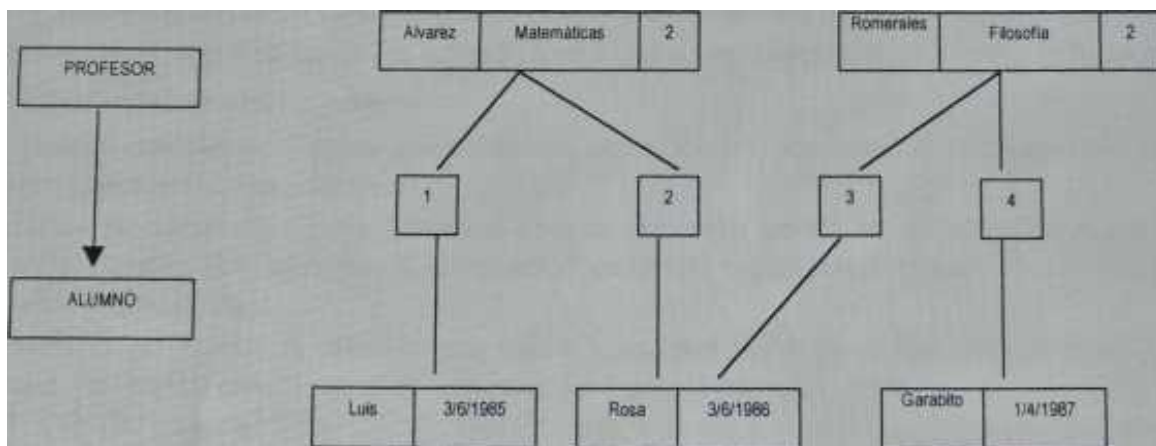 Álvarez Matemáticas 2
Romerales Filosofía 2
PROFESOR
1 2 3 4
ALUMNO
Luis 3/6/1985
Rosa 3/6/1986
Garabito 1/4/1987